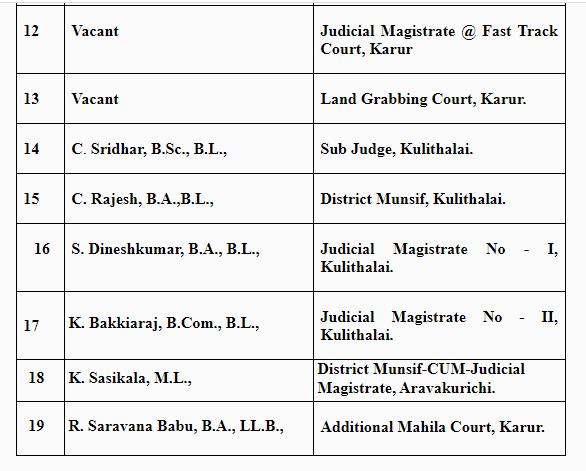 12 Vacant Judicial Magistrate @ Fast Track
Court, Karur
13 Vacant Land Grabbing Court, Karur.
14 C. Sridhar, B.Sc., B.L., Sub Judge, Kulithalai.
15 C. Rajesh, B.A.,B.L., District Munsif, Kulithalai.
16 S. Dineshkumar, B.A., B.L., Judicial Magistrate No - I,
Kulithalai.
17 K. Bakkiaraj, B.Com., B.L., Judicial Magistrate No - II,
Kulithalai.
18 K. Sasikala, M.L., District Munsif-CUM-Judicial
Magistrate, Aravakurichi.
19 R. Saravana Babu, B.A., LL.B., Additional Mahila Court, Karur.